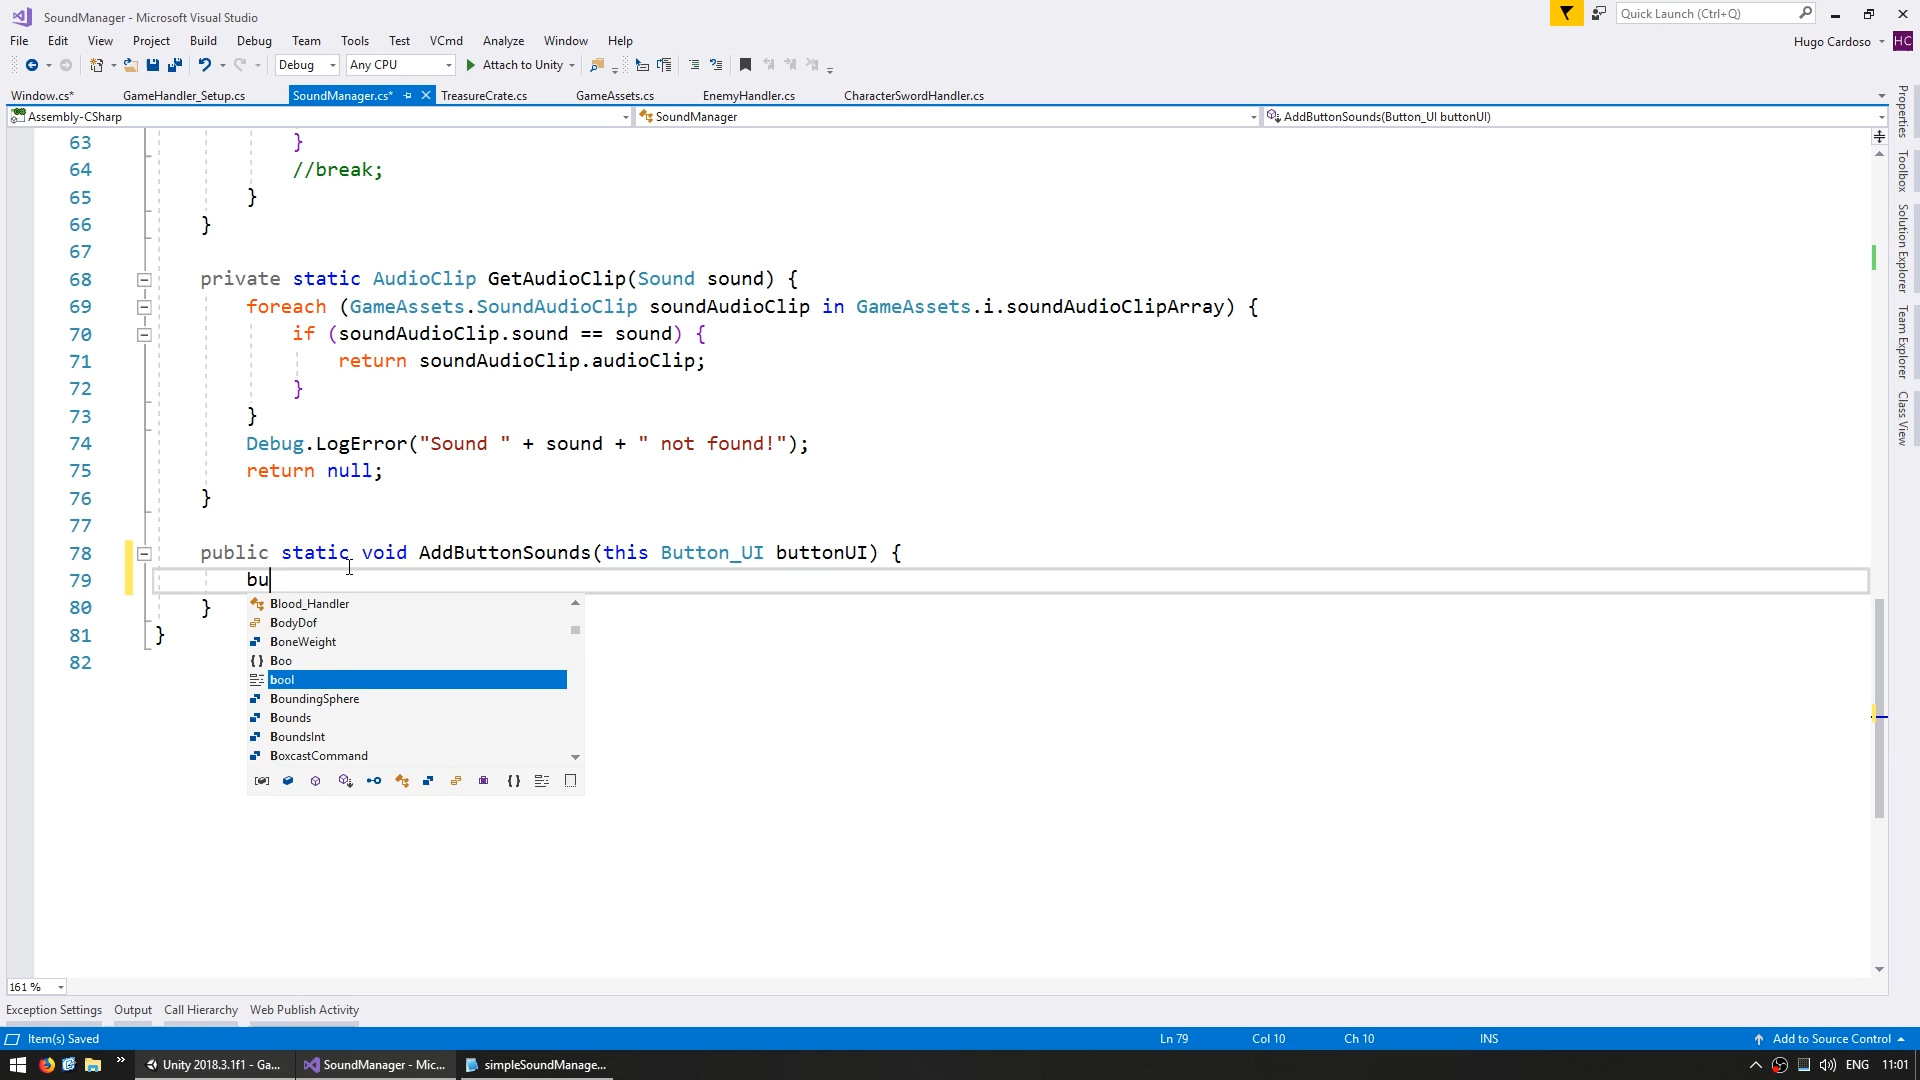 SoundManager - Microsoft Visual Studio
Quick Launch (Ctrl+Q)
File Edit View Project Build Debug Team Tools Test VCmd Analyze Window Help
Hugo Cardoso HC
Debug Any CPU Attach to Unity
Window.cs* GameHandler_Setup.cs SoundManager.cs* TreasureCrate.cs GameAssets.cs EnemyHandler.cs CharacterSwordHandler.cs
Assembly-CSharp SoundManager AddButtonSounds(Button_UI buttonUI)
63 }
64 //break;
65 }
66 }
67
68 private static AudioClip GetAudioClip(Sound sound) {
69 foreach (GameAssets.SoundAudioClip soundAudioClip in GameAssets.i.soundAudioClipArray) {
70 if (soundAudioClip.sound == sound) {
71 return soundAudioClip.audioClip;
72 }
73 }
74 Debug.LogError("Sound " + sound + " not found!");
75 return null;
76 }
77
78 public static void AddButtonSounds(this Button_UI buttonUI) {
79 bu
80 }
81 }
82
Blood_Handler
BodyDof
BoneWeight
{ } Boo
bool
BoundingSphere
Bounds
BoundsInt
BoxcastCommand
Properties
Toolbox
Solution Explorer
Team Explorer
Class View
161 %
Exception Settings Output Call Hierarchy Web Publish Activity
Item(s) Saved Ln 79 Col 10 Ch 10 INS Add to Source Control
Unity 2018.3.1f1 - Ga... SoundManager - Mic... simpleSoundManage... ENG 11:01